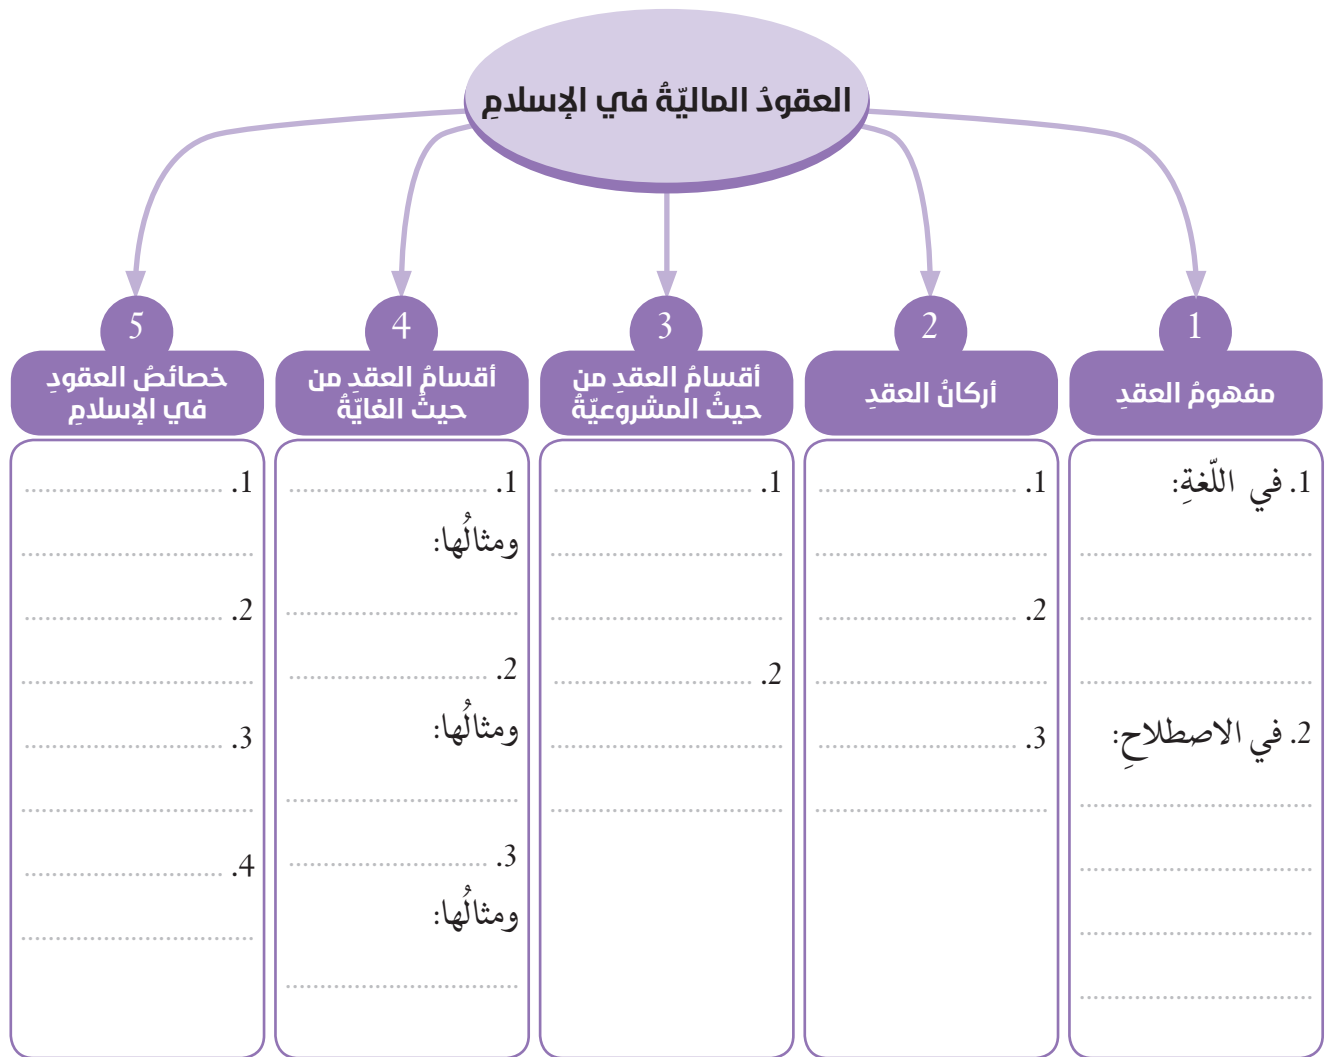 العقودُ الماليّةُ في الإسلامِ
1
مفهومُ العقدِ
1. في اللّغةِ:
2. في الاصطلاحِ:
2
أركانُ العقدِ
1.
2.
3.
3
أقسامُ العقدِ من
حيثُ المشروعيّةُ
1.
2.
4
أقسامُ العقدِ من
حيثُ الغايّةُ
1.
ومثالُها:
2.
ومثالُها:
3.
ومثالُها:
5
خصائصُ العقودِ
في الإسلامِ
1.
2.
3.
4.